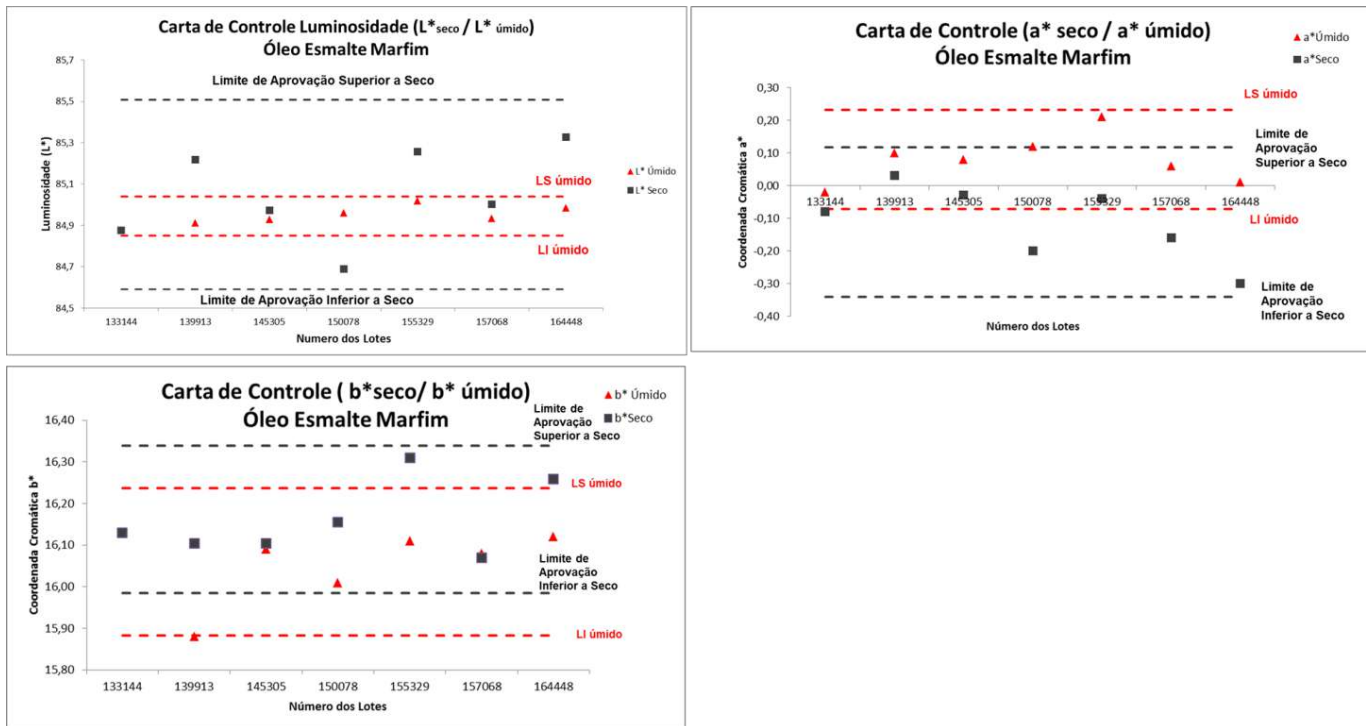 Carta de Controle Luminosidade (L*seco / L* úmido)
Óleo Esmalte Marfim
85,7
85,5
85,3
85,1
84,9
84,7
84,5
Luminosidade (L*)
Limite de Aprovação Superior a Seco
LS úmido
LI úmido
Limite de Aprovação Inferior a Seco
L* Úmido
L* Seco
133144 139913 145305 150078 155329 157068 164448
Numero dos Lotes
Carta de Controle (a* seco / a* úmido)
Óleo Esmalte Marfim
a*Úmido
a*Seco
0,30
0,20
0,10
0,00
-0,10
-0,20
-0,30
-0,40
Coordenada Cromática a*
LS úmido
Limite de
Aprovação
Superior a Seco
133144 139913 145305 150078 155329 157068 164448
LI úmido
Limite de
Aprovação
Inferior a Seco
Número dos Lotes
Carta de Controle ( b*seco/ b* úmido)
Óleo Esmalte Marfim
b* Úmido
b*Seco
16,40
16,30
16,20
16,10
16,00
15,90
15,80
Coordenada Cromática b*
Limite de
Aprovação
Superior a Seco
LS úmido
Limite de
Aprovação
Inferior a Seco
LI úmido
133144 139913 145305 150078 155329 157068 164448
Número dos Lotes